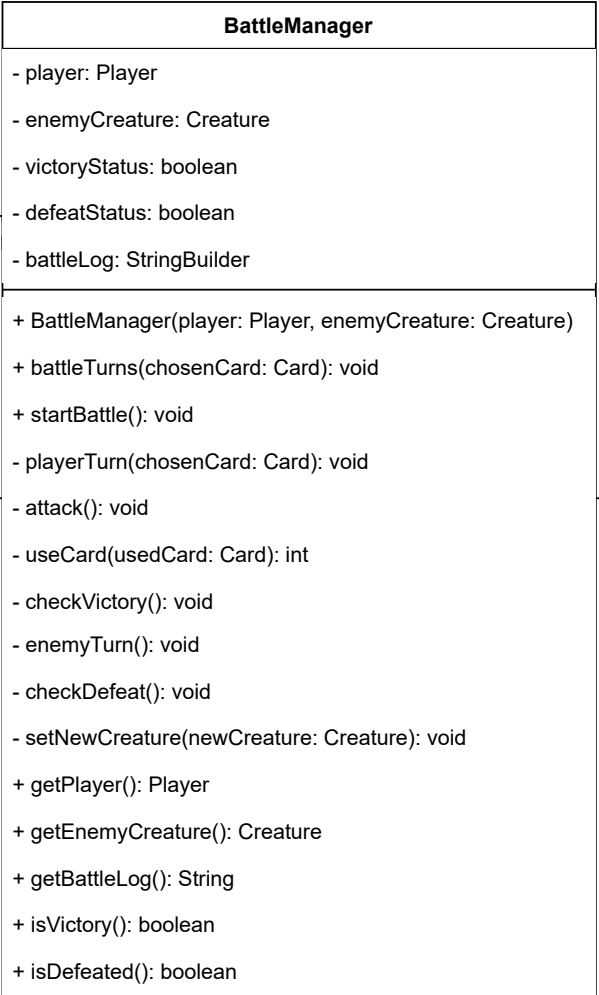 BattleManager
- player: Player
- enemyCreature: Creature
- victoryStatus: boolean
- defeatStatus: boolean
- battleLog: StringBuilder
+ BattleManager(player: Player, enemyCreature: Creature)
+ battleTurns(chosenCard: Card): void
+ startBattle(): void
- playerTurn(chosenCard: Card): void
- attack(): void
- useCard(usedCard: Card): int
- checkVictory(): void
- enemyTurn(): void
- checkDefeat(): void
- setNewCreature(newCreature: Creature): void
+ getPlayer(): Player
+ getEnemyCreature(): Creature
+ getBattleLog(): String
+ isVictory(): boolean
+ isDefeated(): boolean